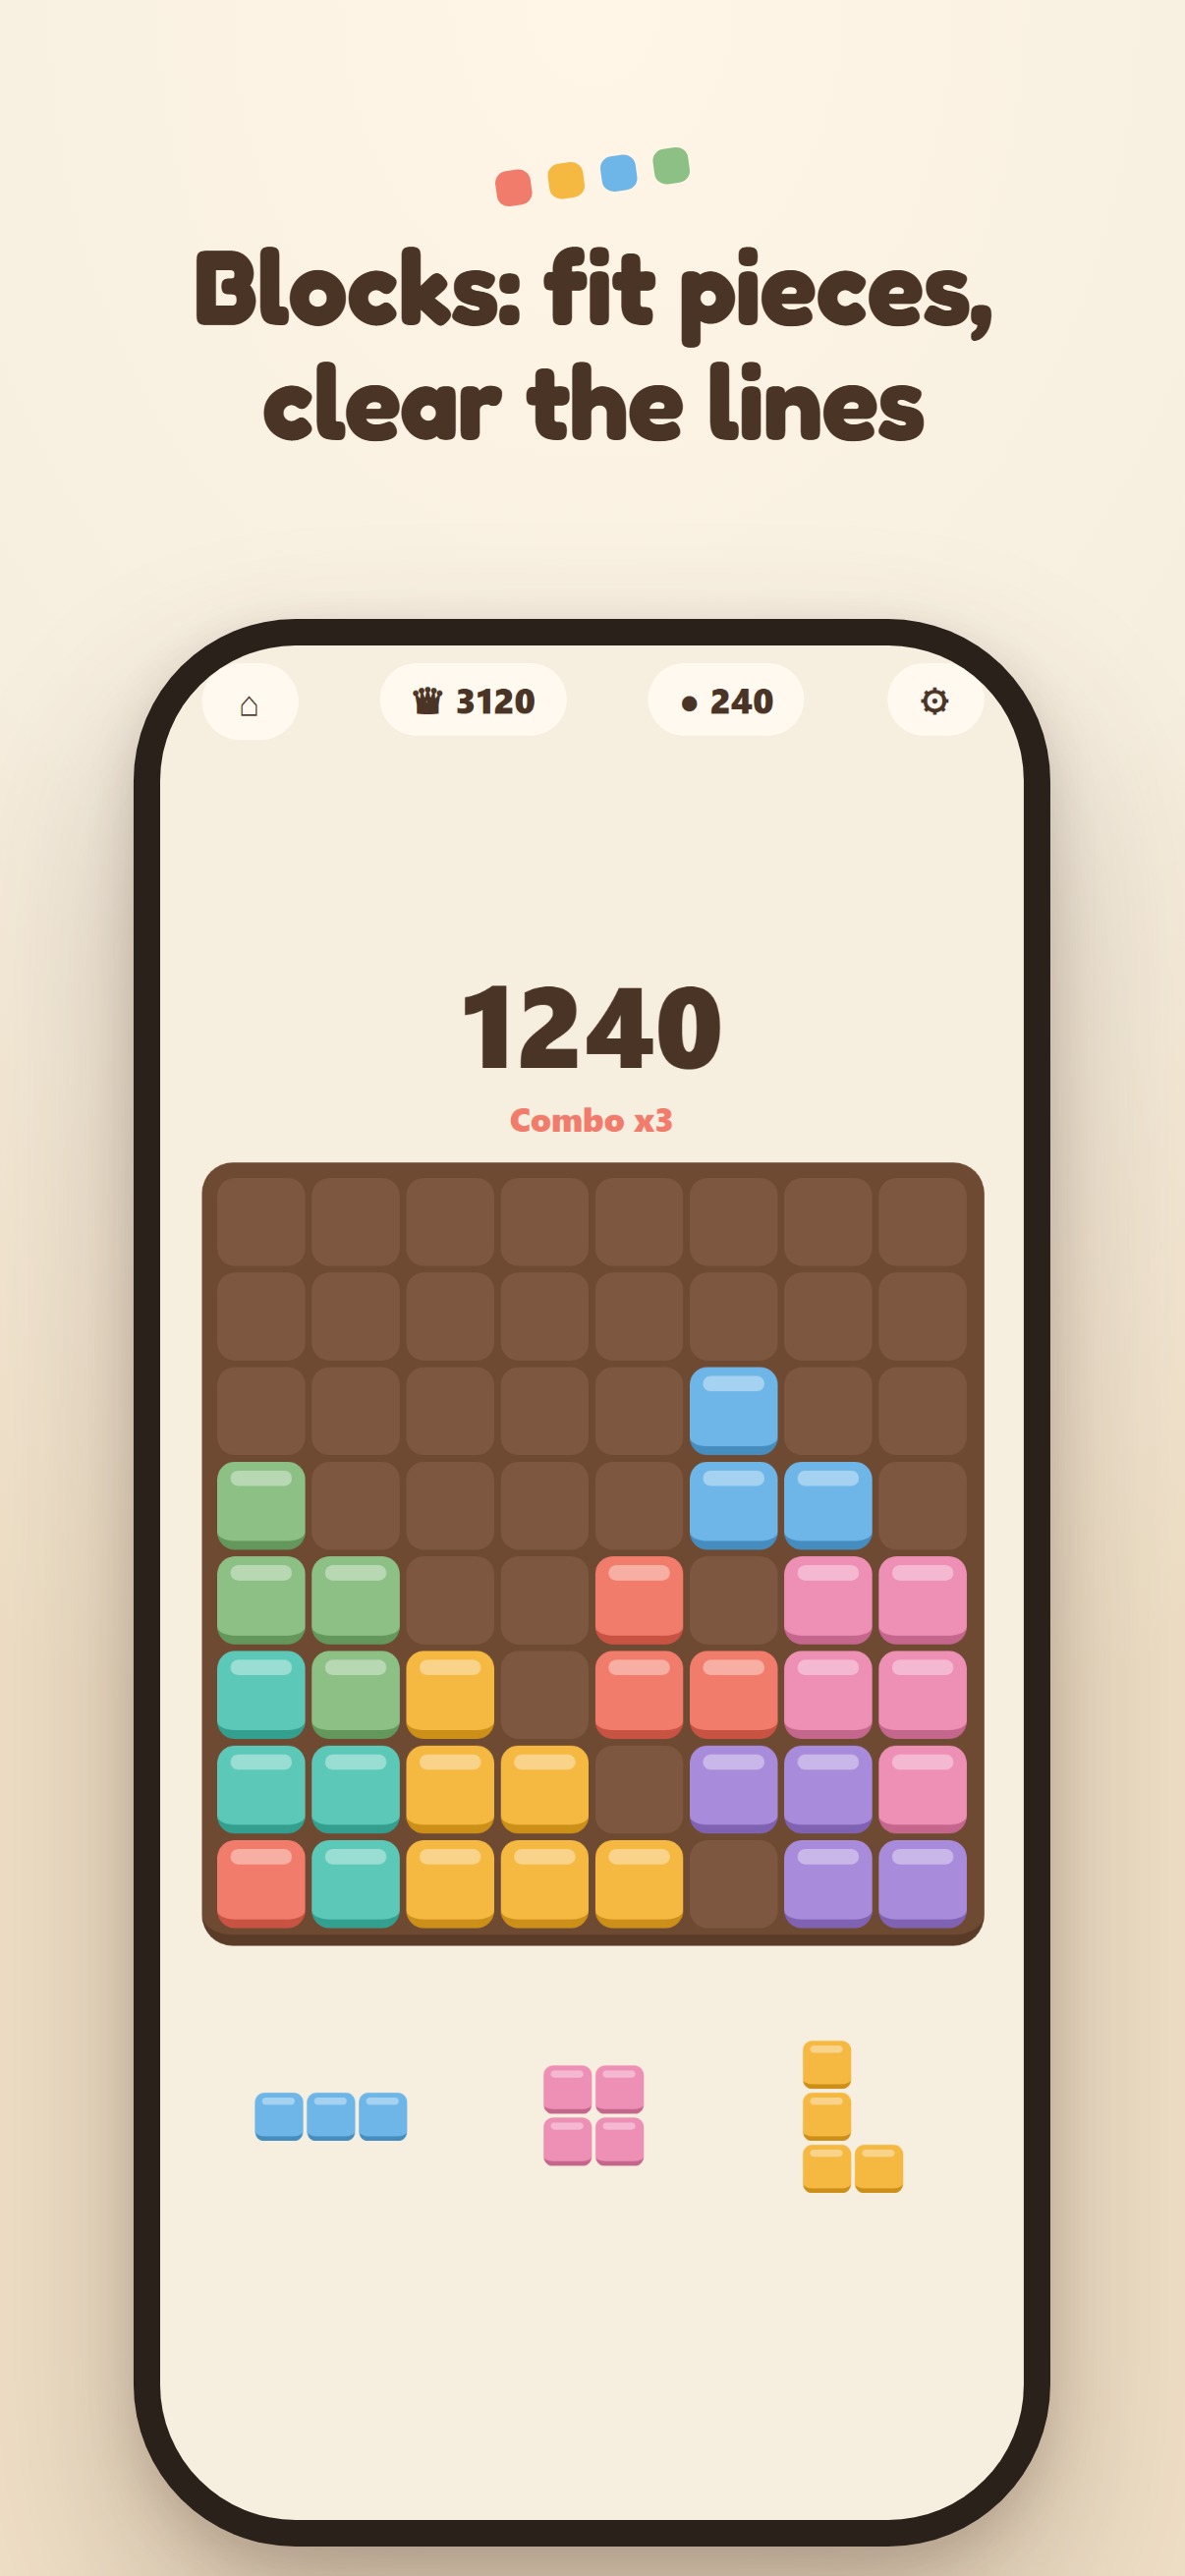 Blocks: fit pieces,
clear the lines
⌂ ♛ 3120 ● 240 ⚙
1240
Combo x3